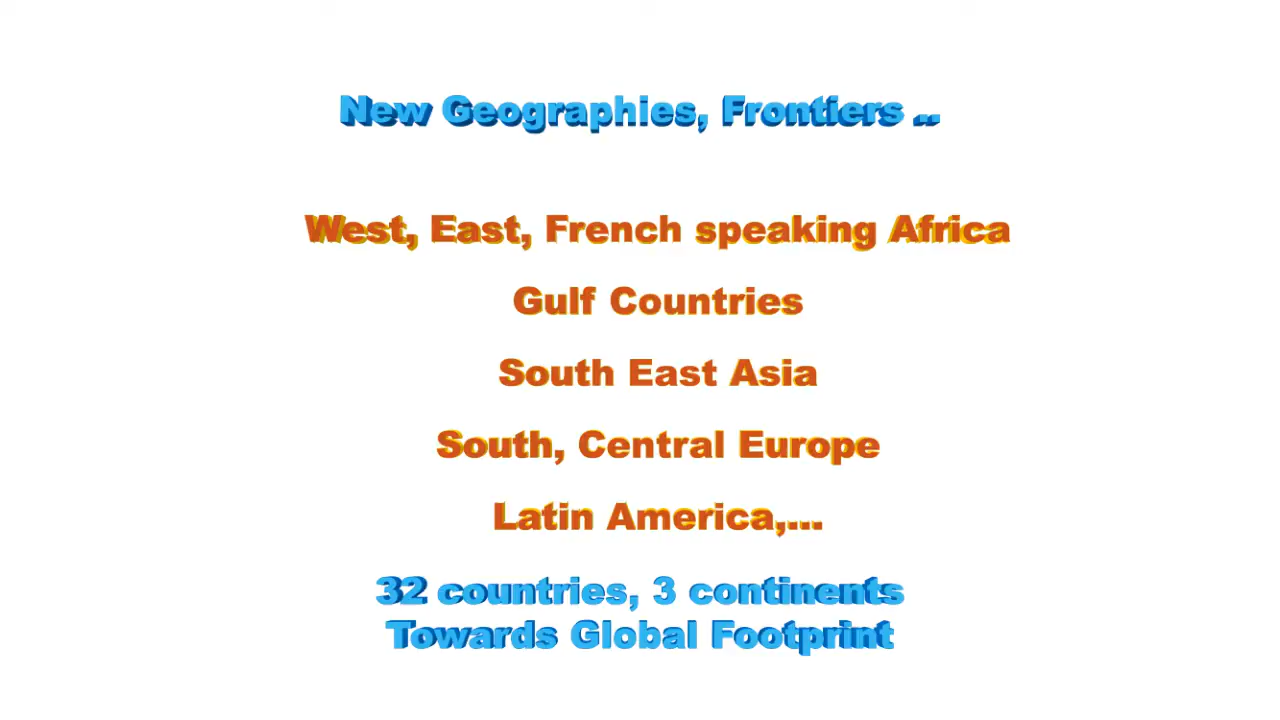 New Geographies, Frontiers ..
West, East, French speaking Africa
Gulf Countries
South East Asia
South, Central Europe
Latin America,...
32 countries, 3 continents
Towards Global Footprint